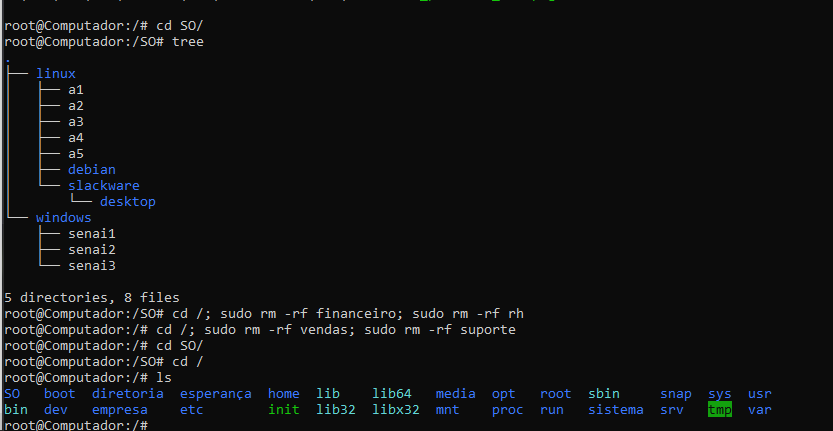 root@Computador:/# cd SO/
root@Computador:/SO# tree
.
├── linux
│   ├── a1
│   ├── a2
│   ├── a3
│   ├── a4
│   ├── a5
│   ├── debian
│   └── slackware
│       └── desktop
└── windows
    ├── senai1
    ├── senai2
    └── senai3
5 directories, 8 files
root@Computador:/SO# cd /; sudo rm -rf financeiro; sudo rm -rf rh
root@Computador:/# cd /; sudo rm -rf vendas; sudo rm -rf suporte
root@Computador:/# cd SO/
root@Computador:/SO# cd /
root@Computador:/# ls
SO   boot  diretoria  esperança  home  lib    lib64   media  opt   root  sbin     snap  sys  usr
bin  dev   empresa    etc        init  lib32  libx32  mnt    proc  run   sistema  srv   tmp  var
root@Computador:/#